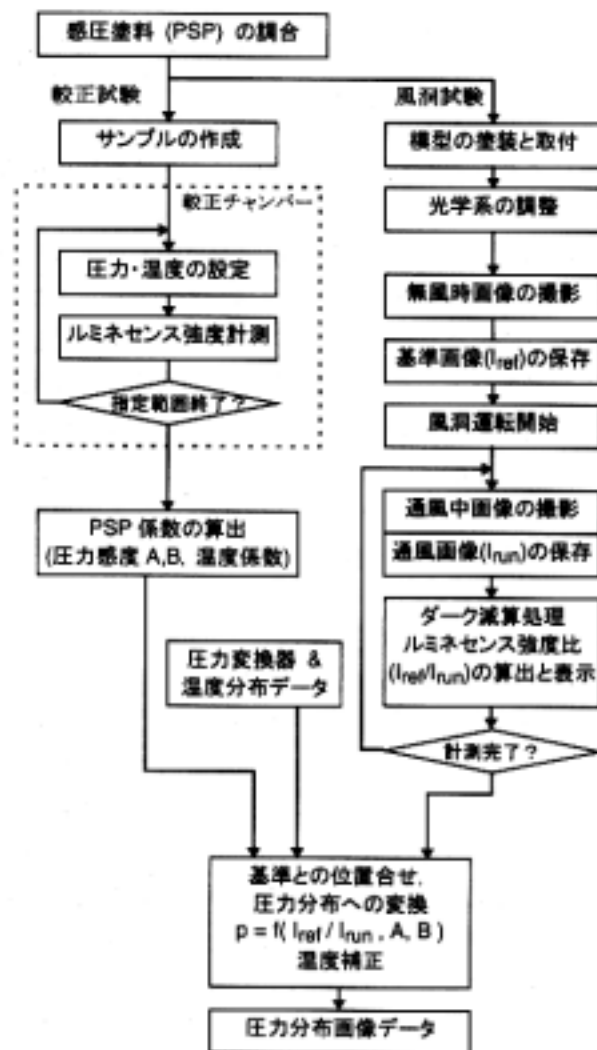 感圧塗料 (PSP) の調合
較正試験
サンプルの作成
較正チャンバー
圧力・温度の設定
ルミネセンス強度計測
指定範囲終了?
PSP 係数の算出
(圧力感度 A,B, 温度係数)
風洞試験
模型の塗装と取付
光学系の調整
無風時画像の撮影
基準画像(Iref)の保存
風洞運転開始
通風中画像の撮影
通風画像(Irun)の保存
ダーク減算処理
ルミネセンス強度比
(Iref/Irun)の算出と表示
計測完了?
圧力変換器 &
温度分布データ
基準との位置合せ,
圧力分布への変換
p = f( Iref / Irun , A, B )
温度補正
圧力分布画像データ